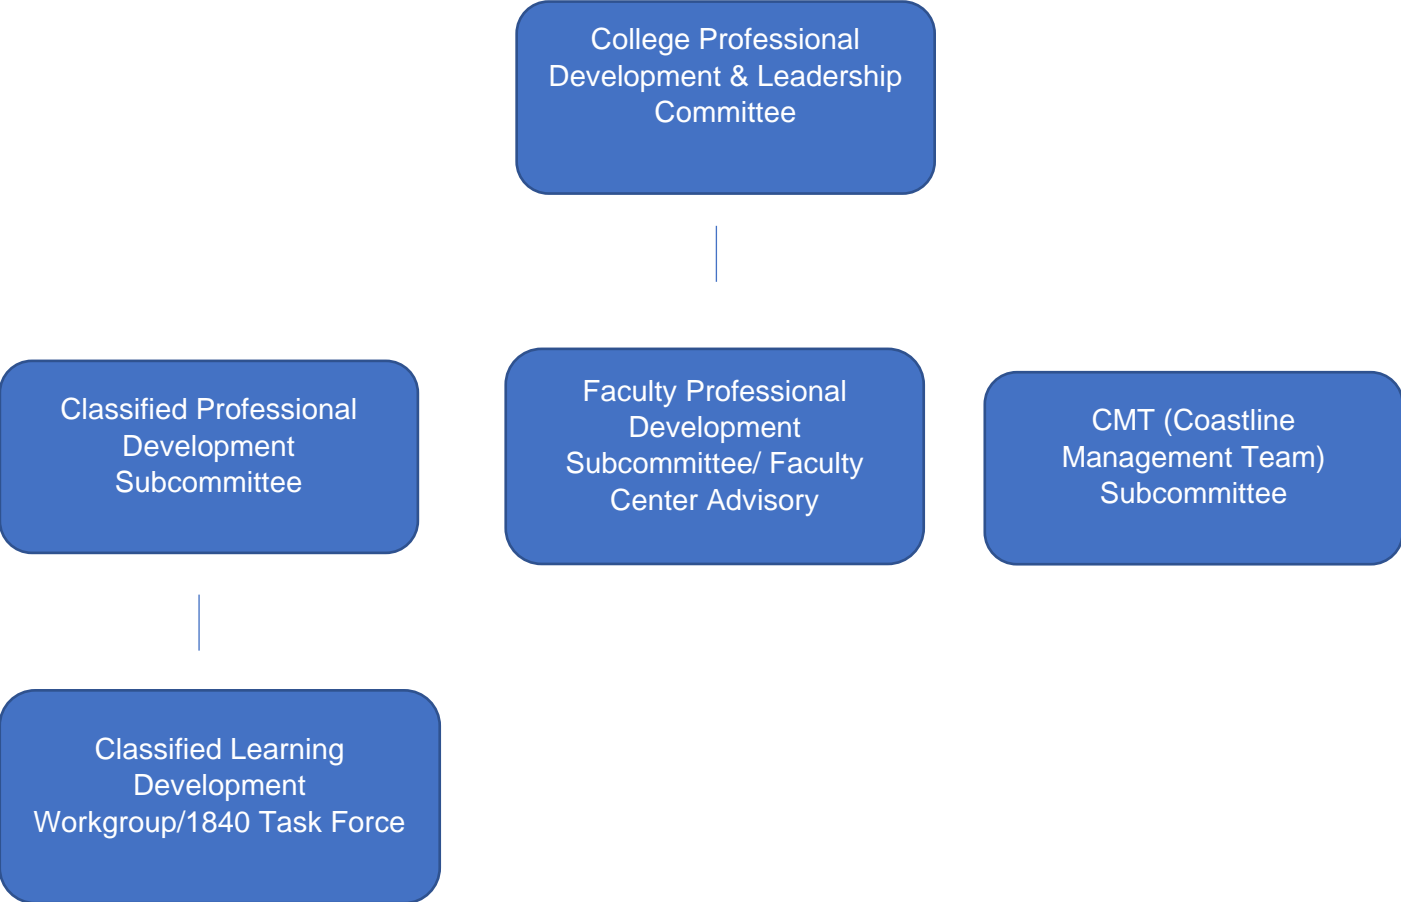 College Professional
Development & Leadership
Committee
Classified Professional
Development
Subcommittee
Faculty Professional
Development
Subcommittee/ Faculty
Center Advisory
CMT (Coastline
Management Team)
Subcommittee
Classified Learning
Development
Workgroup/1840 Task Force